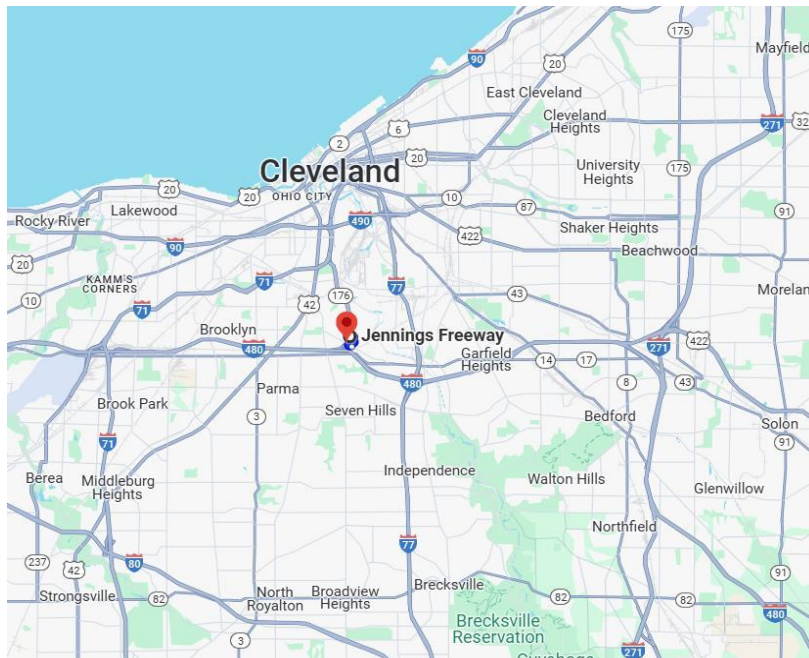 175
Mayfield
90
20
East Cleveland
Cleveland
Heights
271
32
2
6
20
Cleveland
OHIO CITY
University
Heights
175
20
20
Lakewood
Rocky River
10
87
91
490
Shaker Heights
422
90
Beachwood
20
KAMM'S
CORNERS
71
77
10
71
42
176
43
Moreland
Brooklyn
Jennings Freeway
480
Garfield
Heights
14
17
271
422
480
Parma
8
43
Brook Park
3
Seven Hills
Bedford
Solon
71
91
Berea
Middleburg
Heights
Independence
Walton Hills
Glenwillow
Northfield
77
237
42
80
91
Strongsville
82
North
Royalton
Broadview
Heights
Brecksville
82
82
480
Brecksville
Reservation
3
271